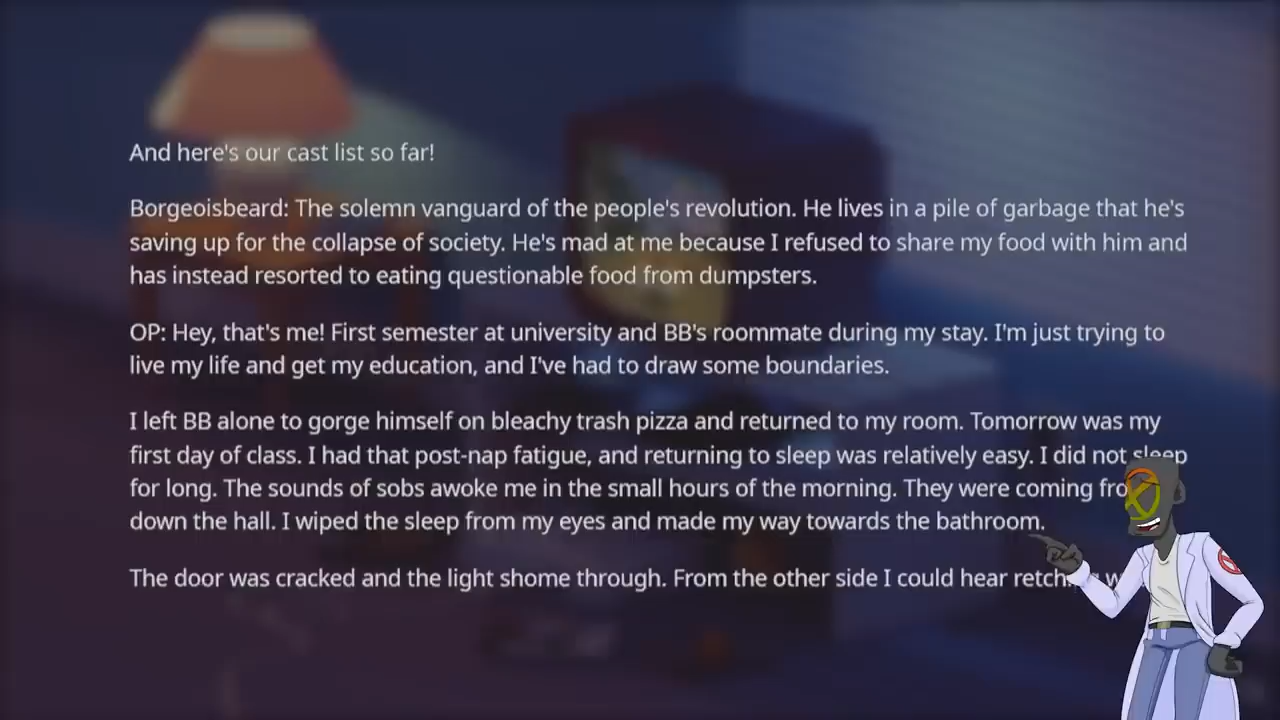 And here's our cast list so far!
Borgeoisbeard: The solemn vanguard of the people's revolution. He lives in a pile of garbage that he's
saving up for the collapse of society. He's mad at me because I refused to share my food with him and
has instead resorted to eating questionable food from dumpsters.
OP: Hey, that's me! First semester at university and BB's roommate during my stay. I'm just trying to
live my life and get my education, and I've had to draw some boundaries.
I left BB alone to gorge himself on bleachy trash pizza and returned to my room. Tomorrow was my
first day of class. I had that post-nap fatigue, and returning to sleep was relatively easy. I did not sleep
for long. The sounds of sobs awoke me in the small hours of the morning. They were coming
down the hall. I wiped the sleep from my eyes and made my way towards the bathroom.
The door was cracked and the light shome through. From the other side I could hear